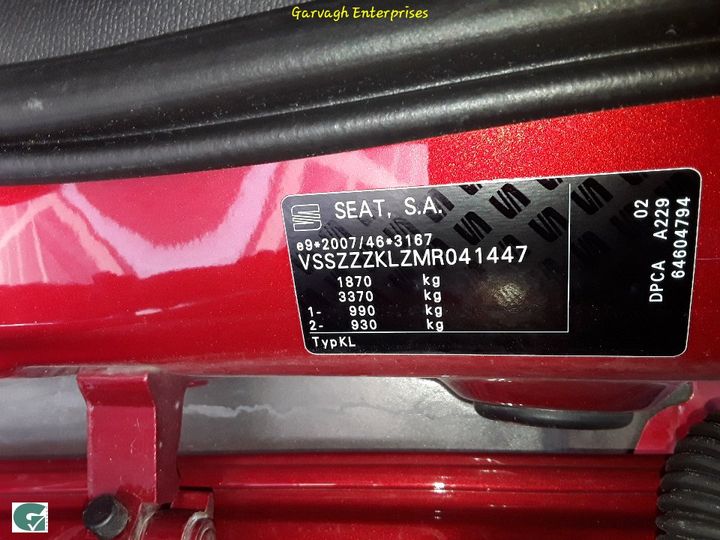 Garvagh Enterprises
SEAT, S.A.
e9*2007/46*3167
VSSZZZKLZMR041447
1870 kg
3370 kg
1- 990 kg
2- 930 kg
TypKL
02
DPCA A229
64604794
G